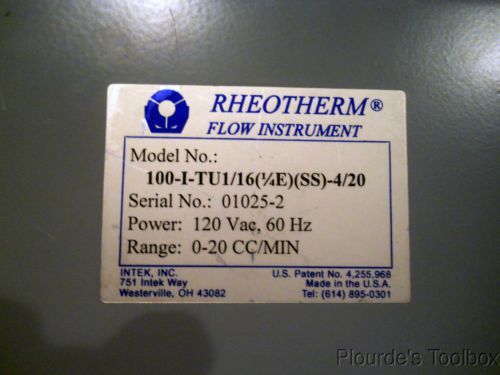 RHEOTHERM®
FLOW INSTRUMENT
Model No.:
100-I-TU1/16(¼E)(SS)-4/20
Serial No.: 01025-2
Power: 120 Vac, 60 Hz
Range: 0-20 CC/MIN
INTEK, INC.
751 Intek Way
Westerville, OH 43082
U.S. Patent No. 4,255,968
Made in the U.S.A.
Tel: (614) 895-0301
Plourde's Toolbox